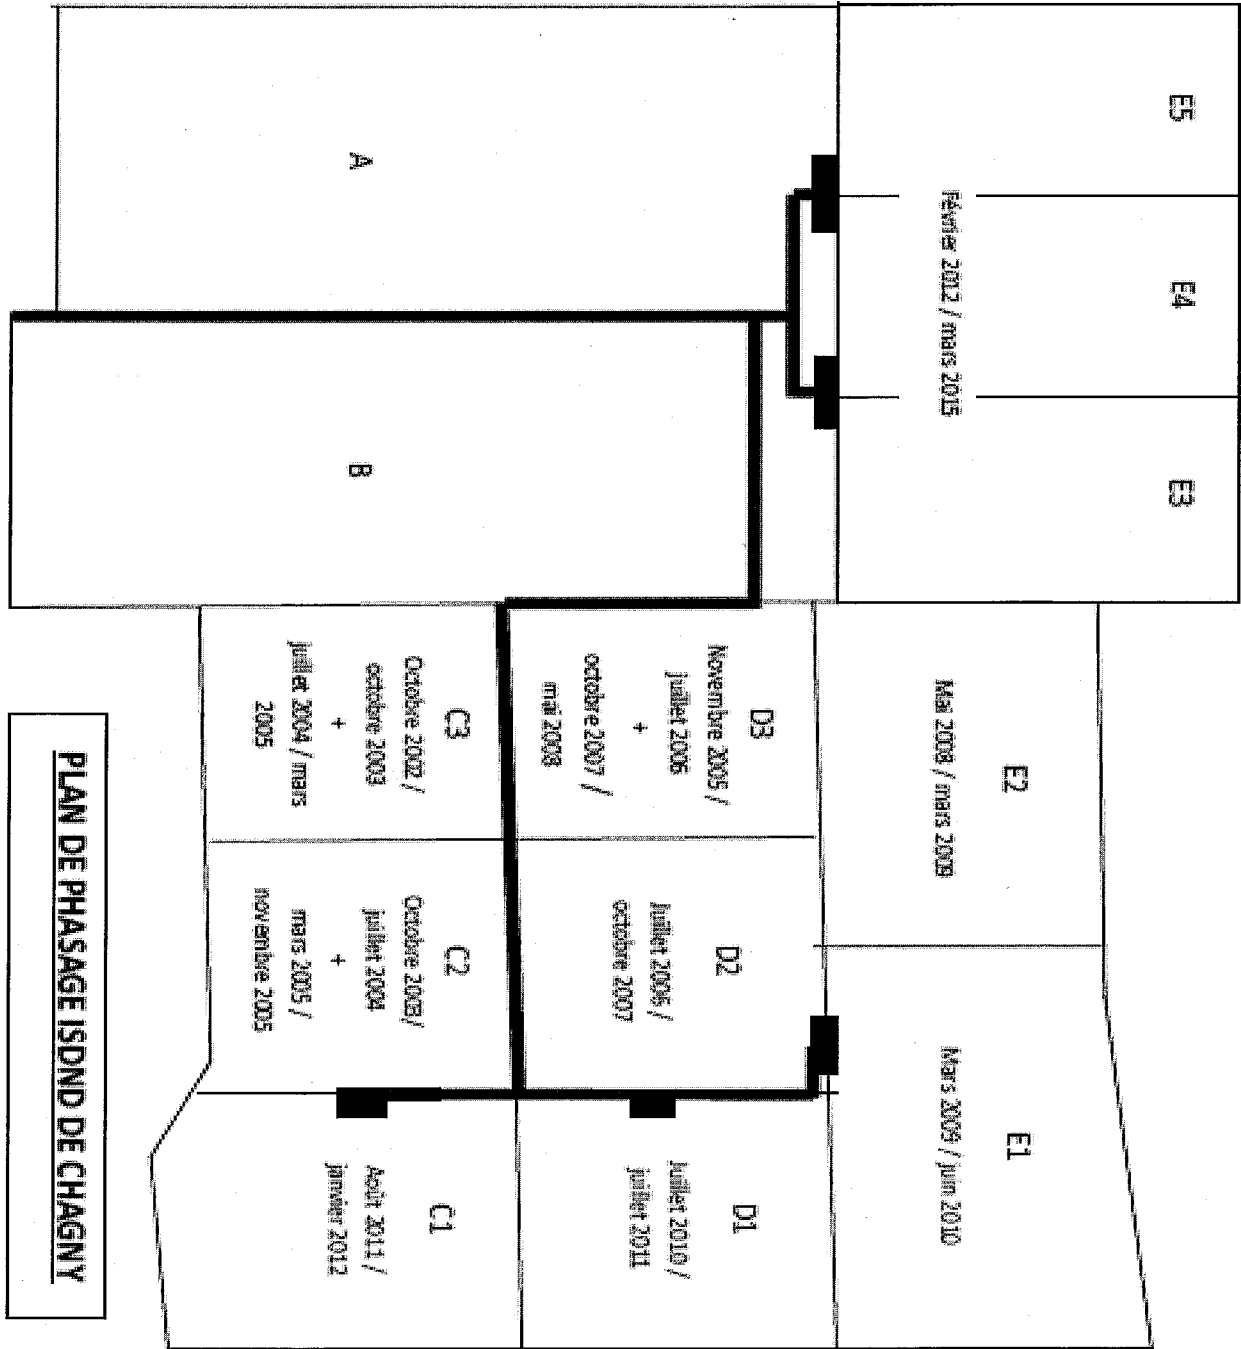 E5
E4
E3
Février 2012 / mars 2015
E2
Mai 2008 / mars 2009
E1
Mars 2009 / juin 2010
A
B
D3
Novembre 2005 /
juillet 2006
+
octobre 2007 /
mai 2008
D2
Juillet 2006 /
octobre 2007
D1
Juillet 2010 /
juillet 2011
C3
Octobre 2002 /
octobre 2003
+
juillet 2004 / mars
2005
C2
Octobre 2003/
juillet 2004
+
mars 2005 /
novembre 2005
C1
Août 2011 /
janvier 2012
PLAN DE PHASAGE ISDND DE CHAGNY